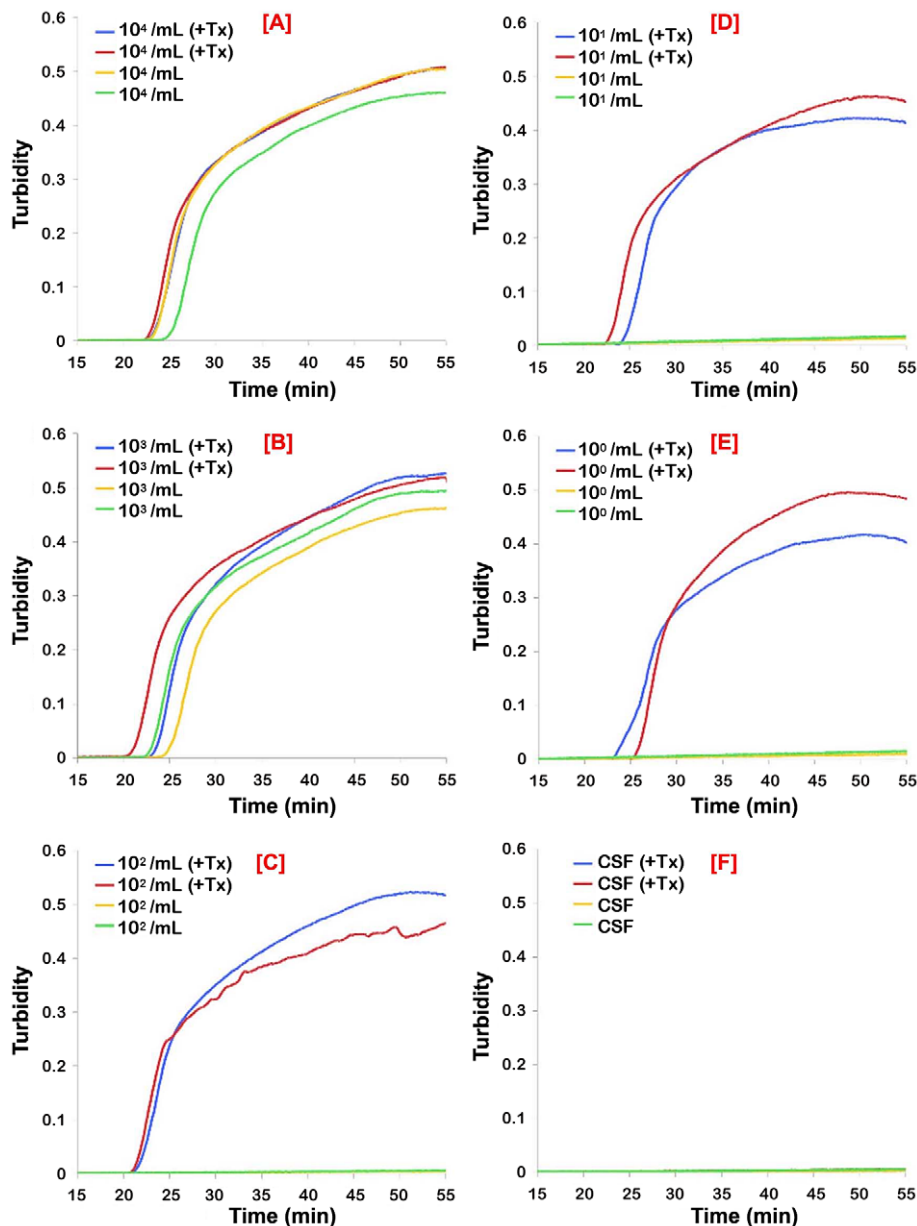 [A]
10⁴ /mL (+Tx)
10⁴ /mL (+Tx)
10⁴ /mL
10⁴ /mL
Turbidity
0.6
0.5
0.4
0.3
0.2
0.1
0
15 20 25 30 35 40 45 50 55
Time (min)
[B]
10³ /mL (+Tx)
10³ /mL (+Tx)
10³ /mL
10³ /mL
Turbidity
0.6
0.5
0.4
0.3
0.2
0.1
0
15 20 25 30 35 40 45 50 55
Time (min)
[C]
10² /mL (+Tx)
10² /mL (+Tx)
10² /mL
10² /mL
Turbidity
0.6
0.5
0.4
0.3
0.2
0.1
0
15 20 25 30 35 40 45 50 55
Time (min)
[D]
10¹ /mL (+Tx)
10¹ /mL (+Tx)
10¹ /mL
10¹ /mL
Turbidity
0.6
0.5
0.4
0.3
0.2
0.1
0
15 20 25 30 35 40 45 50 55
Time (min)
[E]
10⁰ /mL (+Tx)
10⁰ /mL (+Tx)
10⁰ /mL
10⁰ /mL
Turbidity
0.6
0.5
0.4
0.3
0.2
0.1
0
15 20 25 30 35 40 45 50 55
Time (min)
[F]
CSF (+Tx)
CSF (+Tx)
CSF
CSF
Turbidity
0.6
0.5
0.4
0.3
0.2
0.1
0
15 20 25 30 35 40 45 50 55
Time (min)